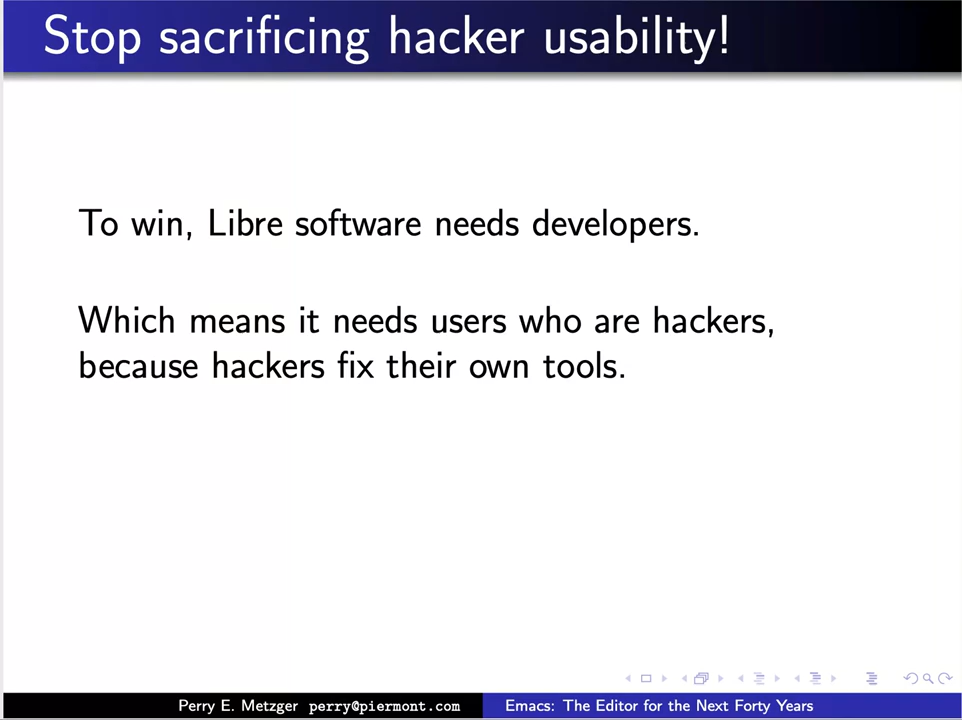 Stop sacrificing hacker usability!
To win, Libre software needs developers.
Which means it needs users who are hackers,
because hackers fix their own tools.
Perry E. Metzger perry@piermont.com
Emacs: The Editor for the Next Forty Years